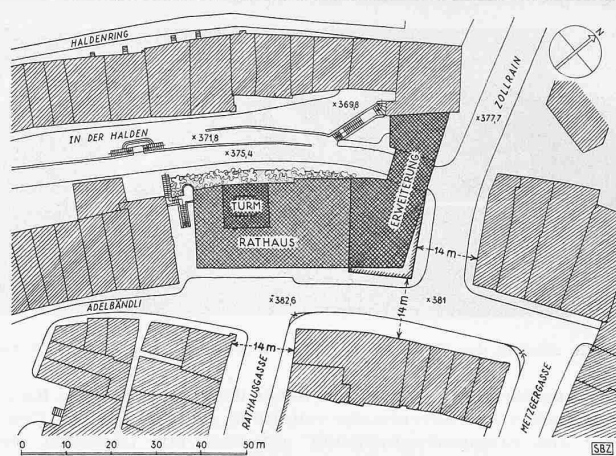 HALDENRING
N
ZOLLRAIN
×369,8
×377,7
IN DER HALDEN
×371,8
×375,4
ERWEITERUNG
TURM
RATHAUS
14 m
14 m
ADELBÄNDLI
×382,6
×381
14 m
RATHAUSGASSE
METZGERGASSE
0 10 20 30 40 50 m
SBZ